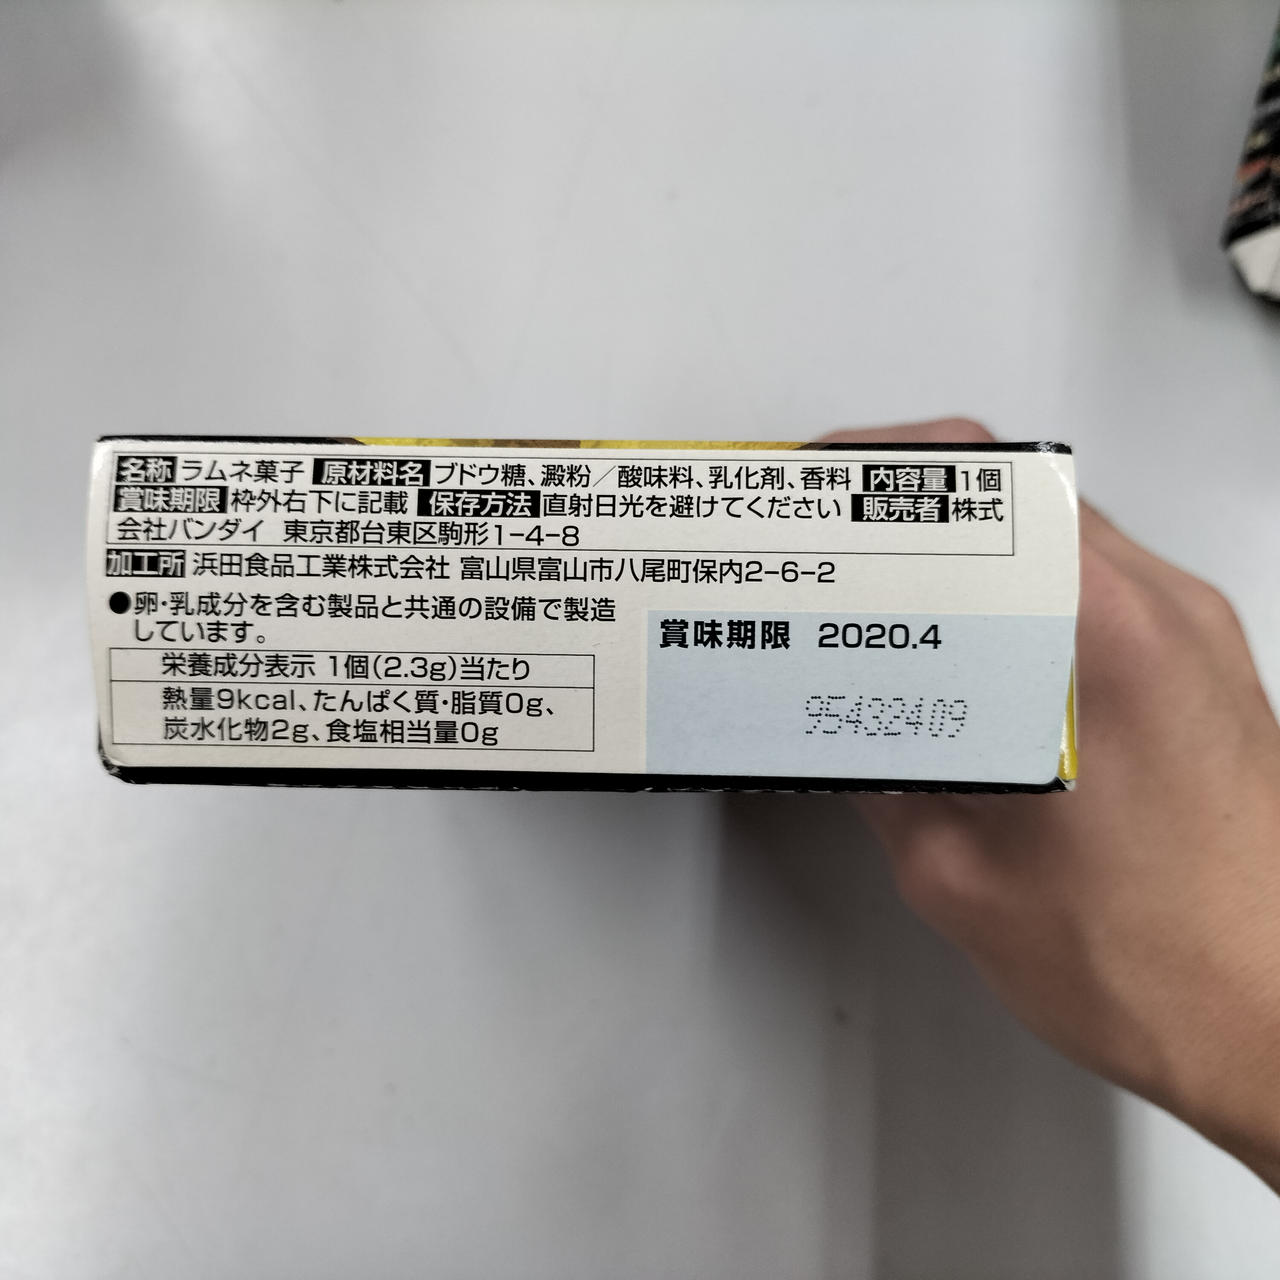 名称 ラムネ菓子 原材料名 ブドウ糖、澱粉／酸味料、乳化剤、香料 内容量 1個
賞味期限 枠外右下に記載 保存方法 直射日光を避けてください 販売者 株式
会社バンダイ 東京都台東区駒形1-4-8
加工所 浜田食品工業株式会社 富山県富山市八尾町保内2-6-2
●卵・乳成分を含む製品と共通の設備で製造
しています。
栄養成分表示 1個(2.3g)当たり
熱量9kcal、たんぱく質・脂質0g、
炭水化物2g、食塩相当量0g
賞味期限 2020.4
95432409